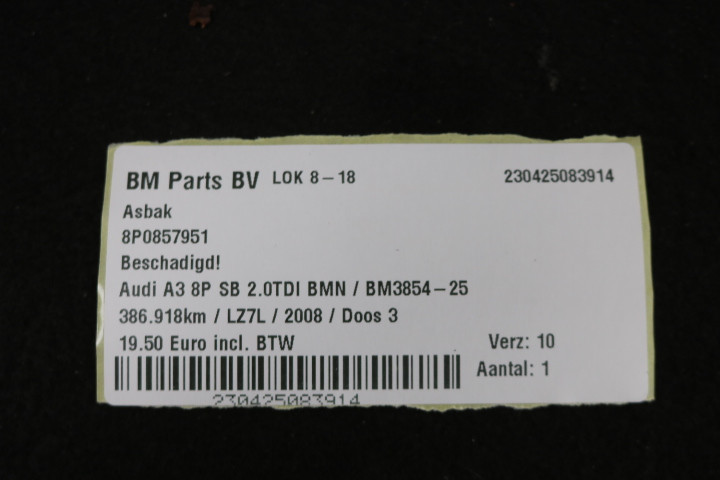 BM Parts BV LOK 8-18 230425083914
Asbak
8P0857951
Beschadigd!
Audi A3 8P SB 2.0TDI BMN / BM3854-25
386.918km / LZ7L / 2008 / Doos 3
19.50 Euro incl. BTW Verz: 10
Aantal: 1
230425083914